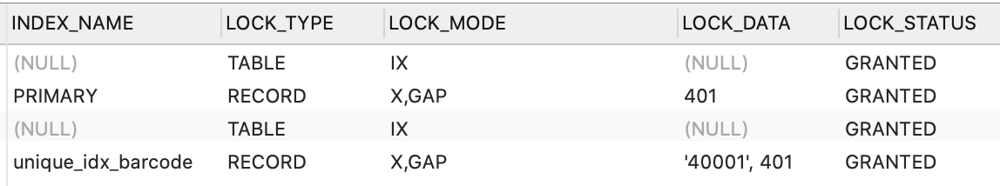 INDEX_NAME LOCK_TYPE LOCK_MODE LOCK_DATA LOCK_STATUS
(NULL) TABLE IX (NULL) GRANTED
PRIMARY RECORD X,GAP 401 GRANTED
(NULL) TABLE IX (NULL) GRANTED
unique_idx_barcode RECORD X,GAP '40001', 401 GRANTED